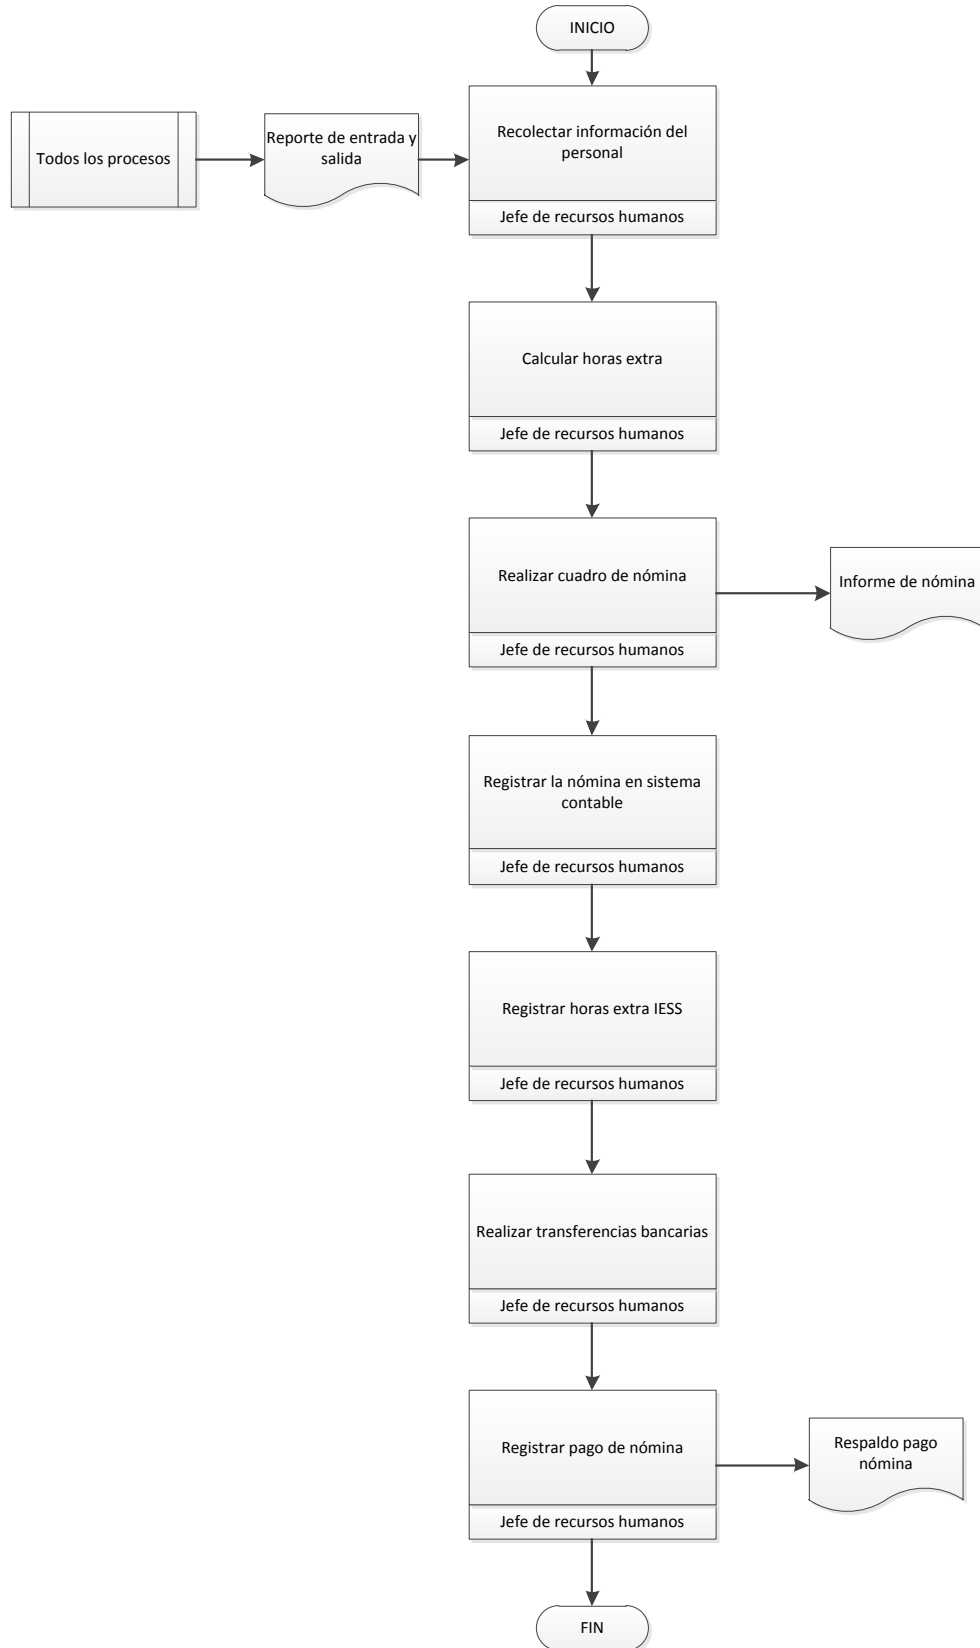 INICIO
Todos los procesos
Reporte de entrada y
salida
Recolectar información del
personal
Jefe de recursos humanos
Calcular horas extra
Jefe de recursos humanos
Realizar cuadro de nómina
Informe de nómina
Jefe de recursos humanos
Registrar la nómina en sistema
contable
Jefe de recursos humanos
Registrar horas extra IESS
Jefe de recursos humanos
Realizar transferencias bancarias
Jefe de recursos humanos
Registrar pago de nómina
Respaldo pago
nómina
Jefe de recursos humanos
FIN